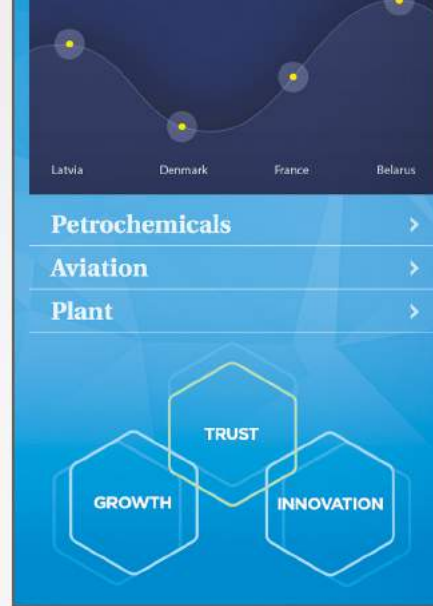 Latvia Denmark France Belarus
Petrochemicals
Aviation
Plant
TRUST
GROWTH INNOVATION